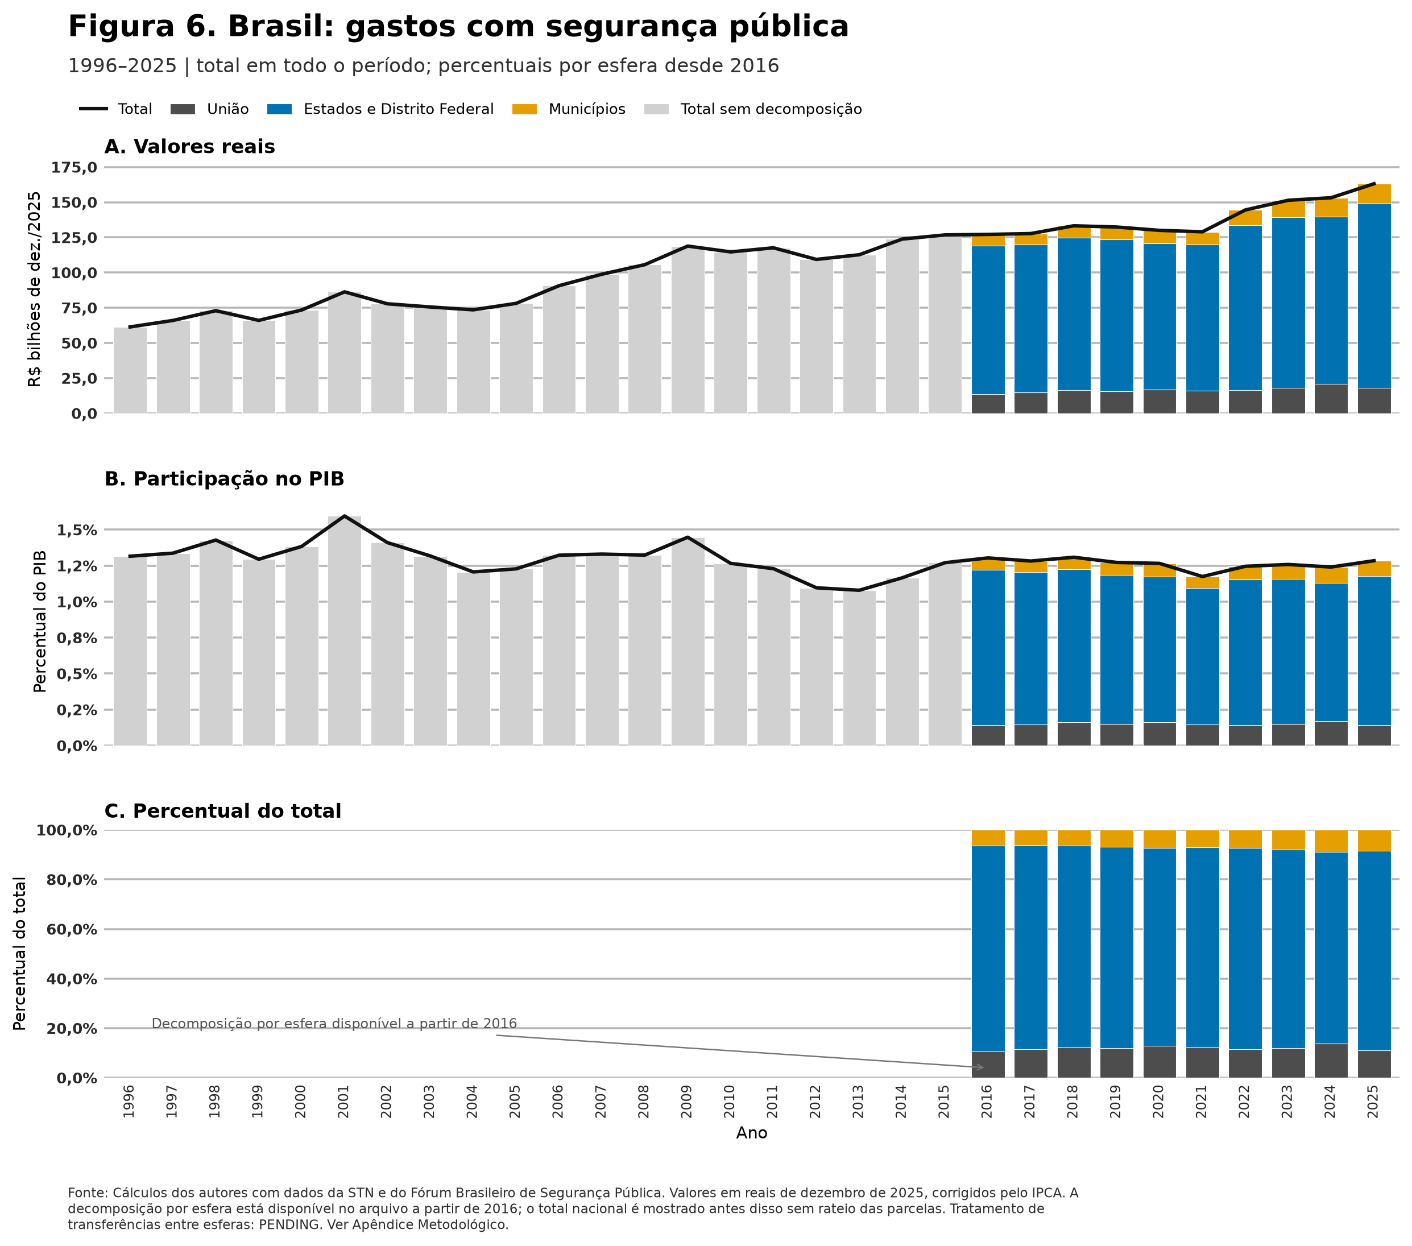 Figura 6. Brasil: gastos com segurança pública
1996–2025 | total em todo o período; percentuais por esfera desde 2016
Total União Estados e Distrito Federal Municípios Total sem decomposição
A. Valores reais
R$ bilhões de dez./2025
175,0
150,0
125,0
100,0
75,0
50,0
25,0
0,0
B. Participação no PIB
Percentual do PIB
1,5%
1,2%
1,0%
0,8%
0,5%
0,2%
0,0%
C. Percentual do total
Percentual do total
100,0%
80,0%
60,0%
40,0%
20,0%
0,0%
Decomposição por esfera disponível a partir de 2016
1996 1997 1998 1999 2000 2001 2002 2003 2004 2005 2006 2007 2008 2009 2010 2011 2012 2013 2014 2015 2016 2017 2018 2019 2020 2021 2022 2023 2024 2025
Ano
Fonte: Cálculos dos autores com dados da STN e do Fórum Brasileiro de Segurança Pública. Valores em reais de dezembro de 2025, corrigidos pelo IPCA. A
decomposição por esfera está disponível no arquivo a partir de 2016; o total nacional é mostrado antes disso sem rateio das parcelas. Tratamento de
transferências entre esferas: PENDING. Ver Apêndice Metodológico.